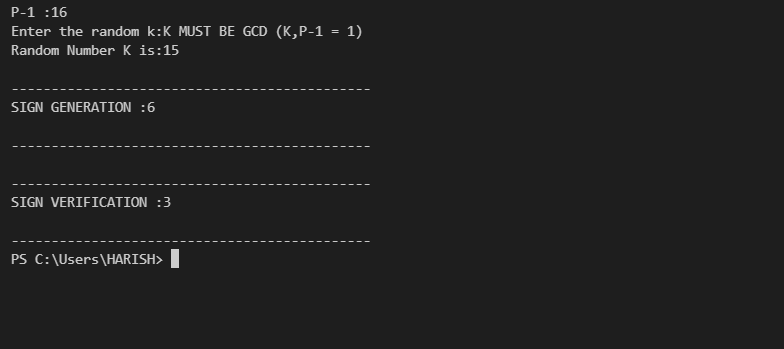 P-1 :16
Enter the random k:K MUST BE GCD (K,P-1 = 1)
Random Number K is:15
---------------------------------------------
SIGN GENERATION :6
---------------------------------------------
---------------------------------------------
SIGN VERIFICATION :3
---------------------------------------------
PS C:\Users\HARISH>